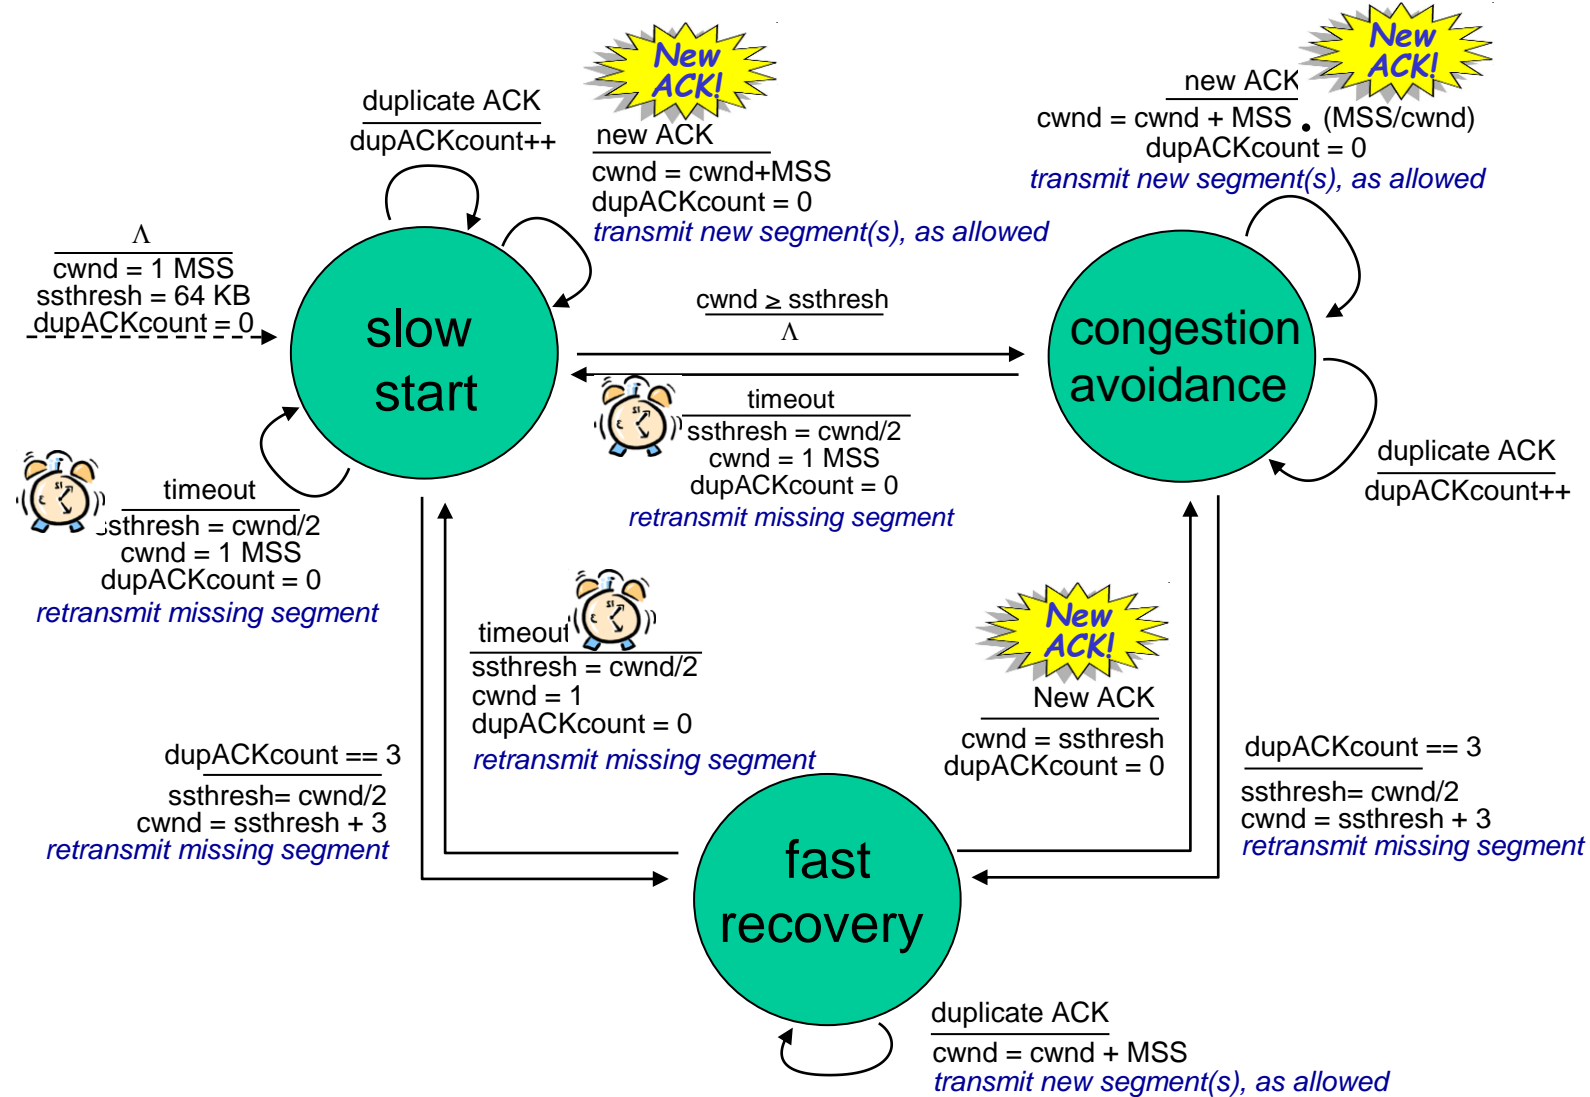 New
ACK!
duplicate ACK
dupACKcount++
new ACK
cwnd = cwnd+MSS
dupACKcount = 0
transmit new segment(s), as allowed
New
ACK!
new ACK
cwnd = cwnd + MSS • (MSS/cwnd)
dupACKcount = 0
transmit new segment(s), as allowed
Λ
cwnd = 1 MSS
ssthresh = 64 KB
dupACKcount = 0
slow
start
cwnd ≥ ssthresh
Λ
congestion
avoidance
timeout
ssthresh = cwnd/2
cwnd = 1 MSS
dupACKcount = 0
retransmit missing segment
timeout
ssthresh = cwnd/2
cwnd = 1 MSS
dupACKcount = 0
retransmit missing segment
duplicate ACK
dupACKcount++
timeout
ssthresh = cwnd/2
cwnd = 1
dupACKcount = 0
retransmit missing segment
New
ACK!
New ACK
cwnd = ssthresh
dupACKcount = 0
dupACKcount == 3
ssthresh= cwnd/2
cwnd = ssthresh + 3
retransmit missing segment
dupACKcount == 3
ssthresh= cwnd/2
cwnd = ssthresh + 3
retransmit missing segment
fast
recovery
duplicate ACK
cwnd = cwnd + MSS
transmit new segment(s), as allowed